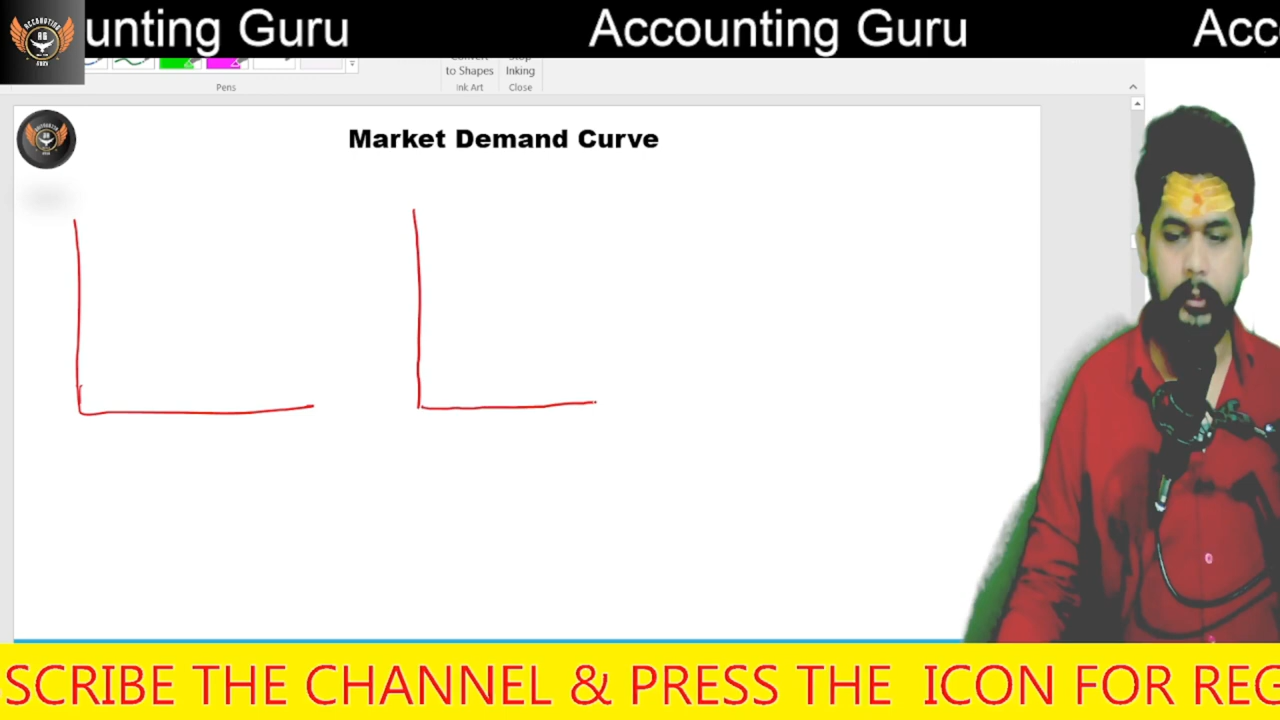 unting Guru Accounting Guru Acc
to Shapes
Inking
Pens
Ink Art
Close
Market Demand Curve
SCRIBE THE CHANNEL & PRESS THE ICON FOR REG